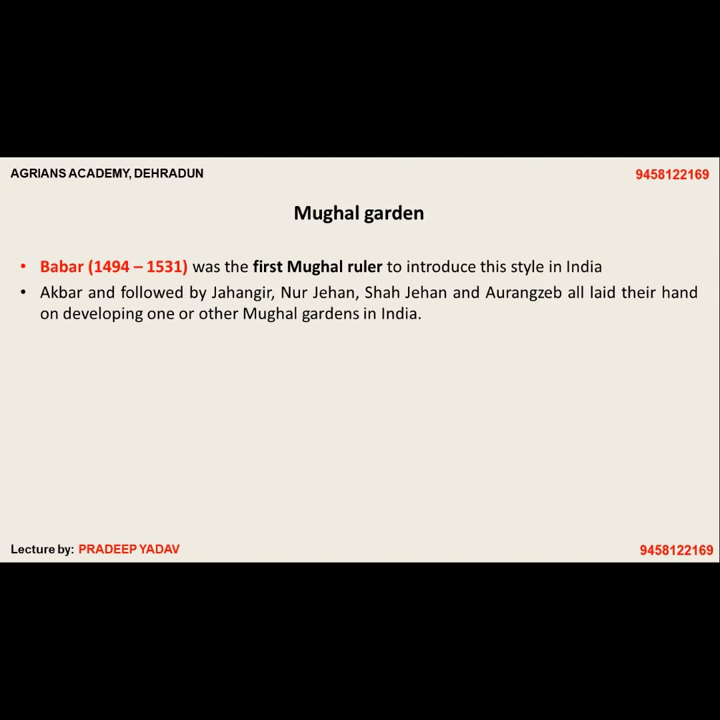 AGRIANS ACADEMY, DEHRADUN
9458122169
Mughal garden
• Babar (1494 – 1531) was the first Mughal ruler to introduce this style in India
• Akbar and followed by Jahangir, Nur Jehan, Shah Jehan and Aurangzeb all laid their hand
on developing one or other Mughal gardens in India.
Lecture by: PRADEEP YADAV
9458122169